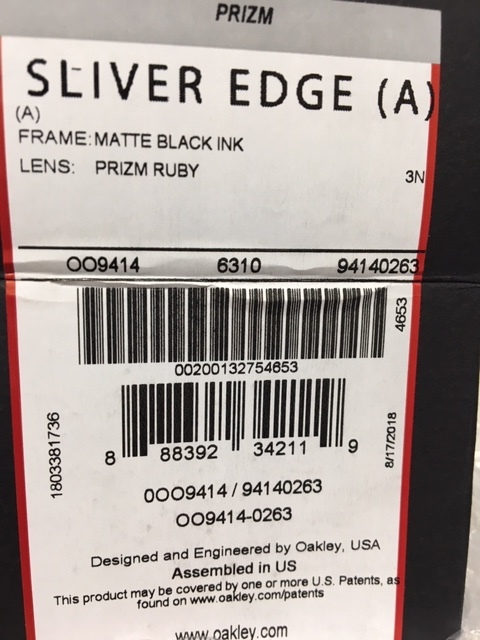 PRIZM
SLIVER EDGE (A)
(A)
FRAME: MATTE BLACK INK
LENS: PRIZM RUBY
3N
OO9414 6310 94140263
4653
00200132754653
1803381736
8 88392 34211 9
8/17/2018
0OO9414 / 94140263
OO9414-0263
Designed and Engineered by Oakley, USA
Assembled in US
This product may be covered by one or more U.S. Patents, as
found on www.oakley.com/patents
www.oakley.com